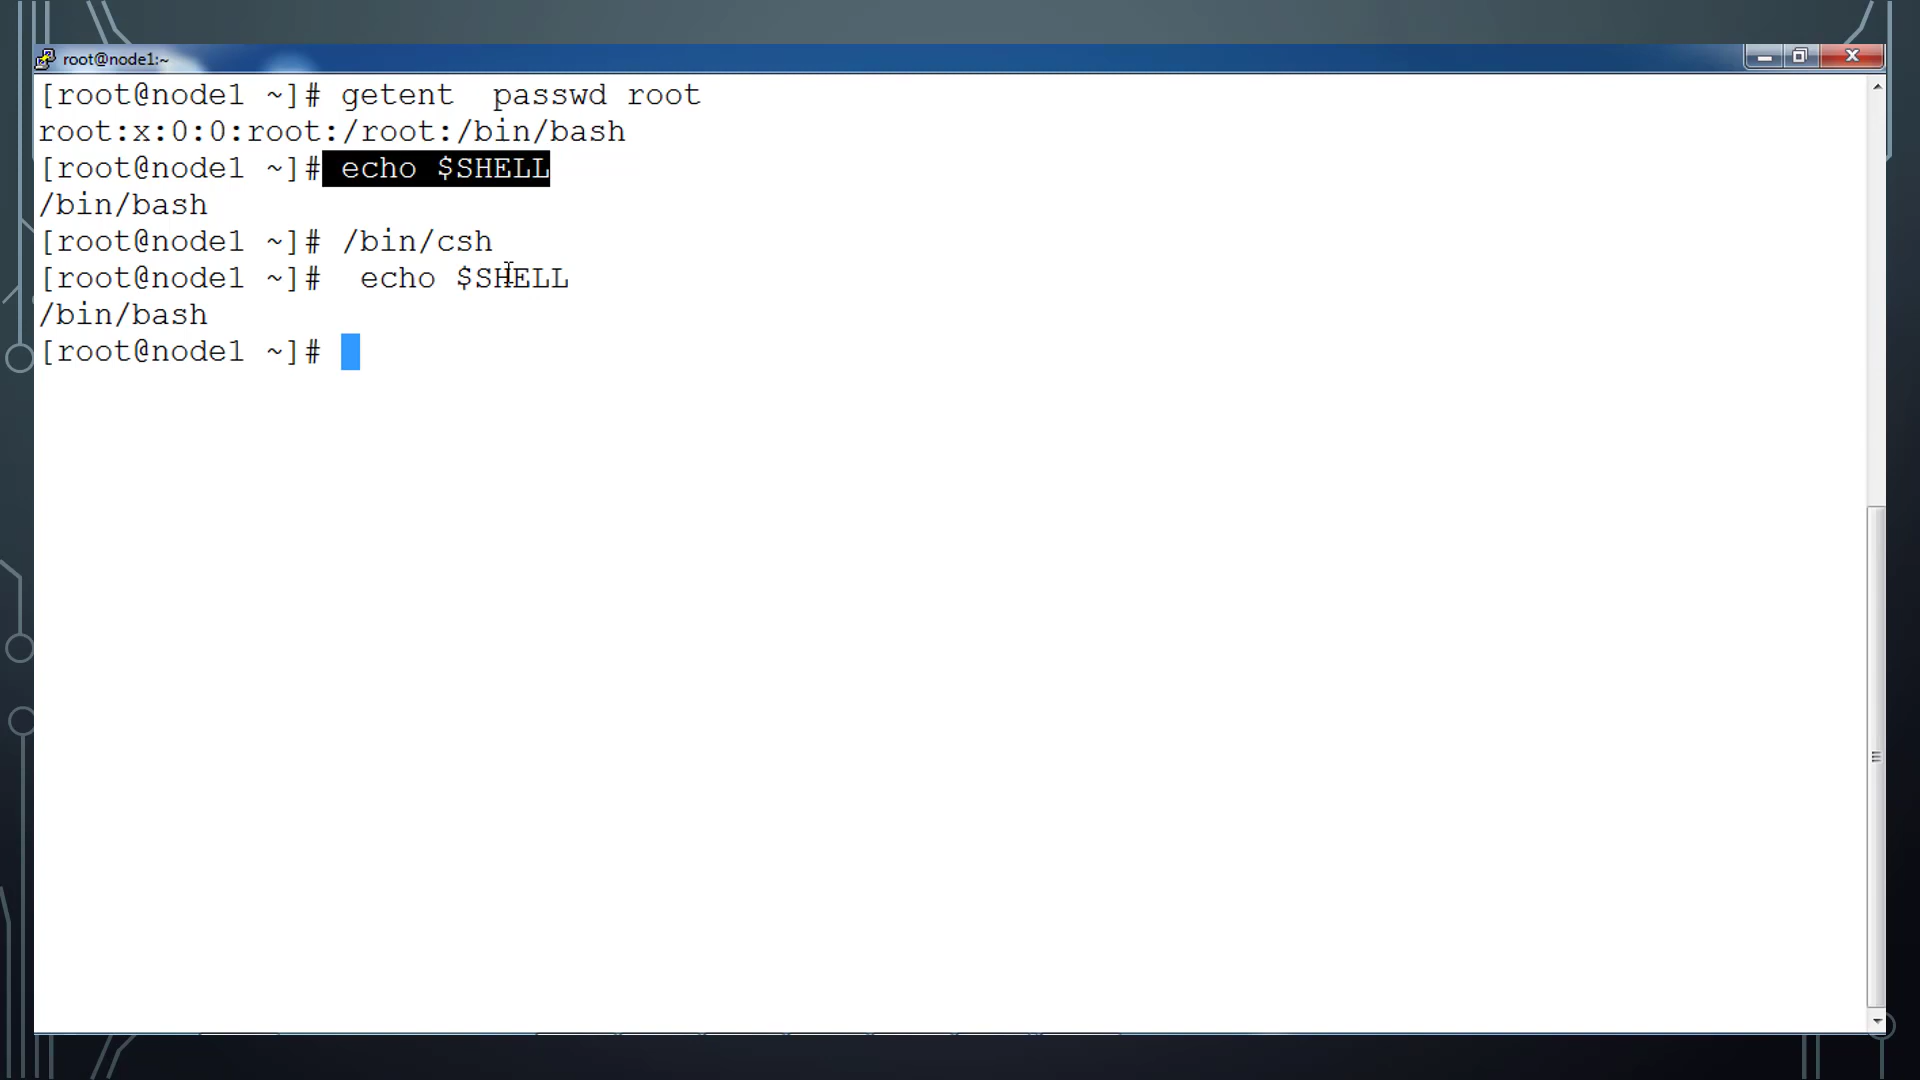 root@node1:~
[root@node1 ~]# getent  passwd root
root:x:0:0:root:/root:/bin/bash
[root@node1 ~]# echo $SHELL
/bin/bash
[root@node1 ~]# /bin/csh
[root@node1 ~]#  echo $SHELL
/bin/bash
[root@node1 ~]#